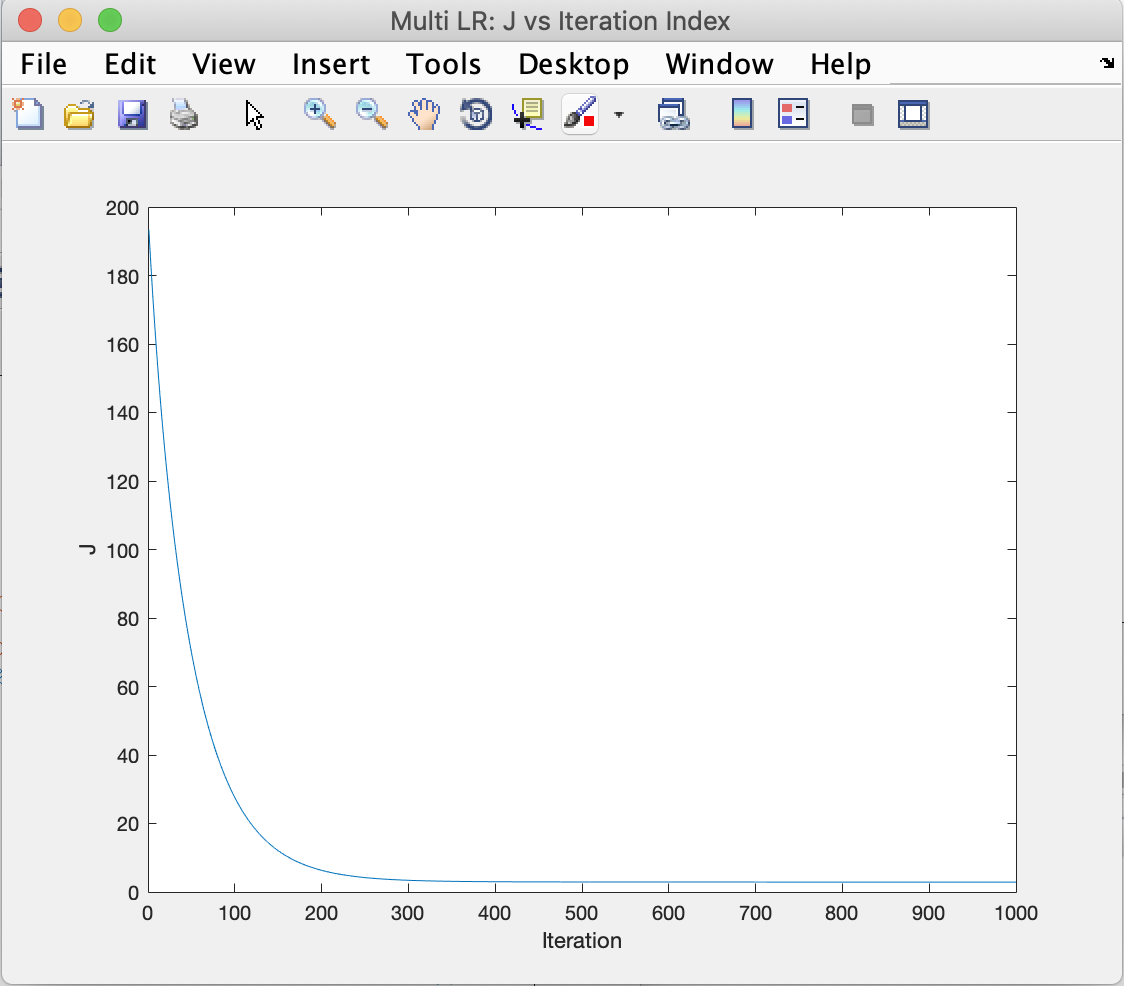 Multi LR: J vs Iteration Index
File Edit View Insert Tools Desktop Window Help
200
180
160
140
120
100
80
60
40
20
0
J
0 100 200 300 400 500 600 700 800 900 1000
Iteration